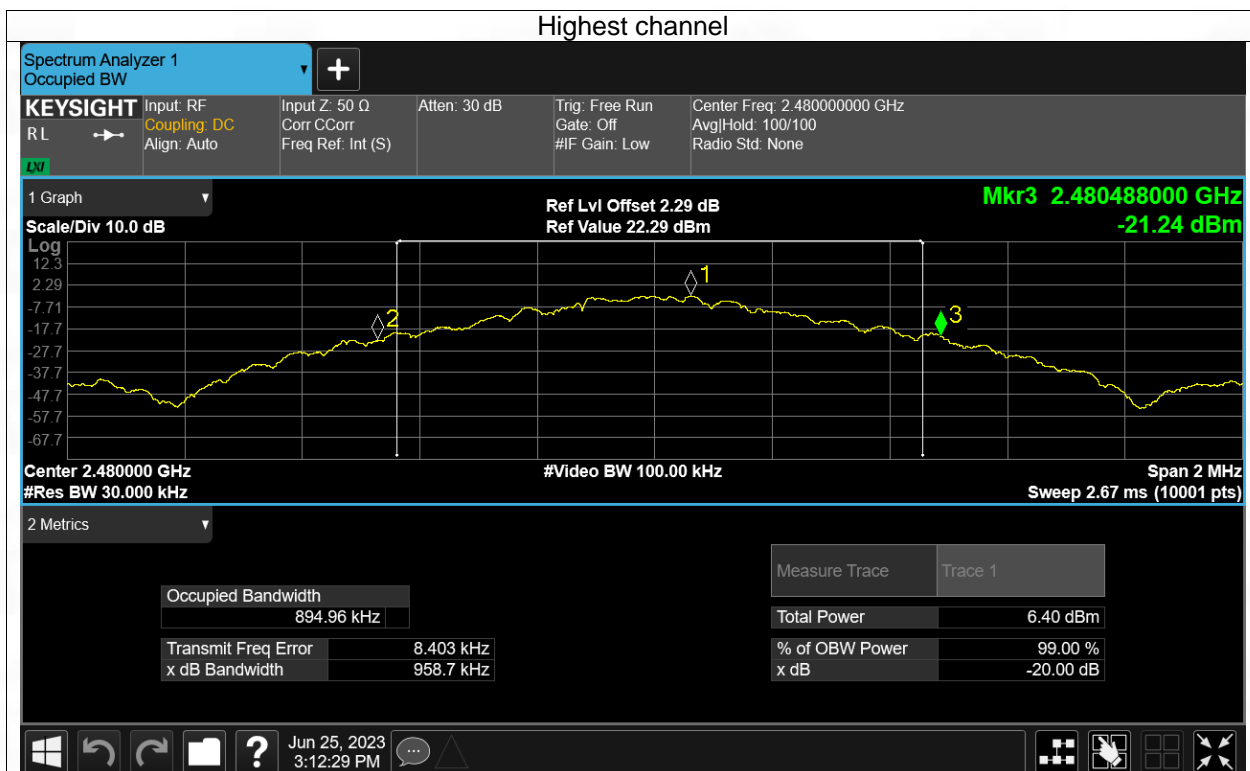 Highest channel
Spectrum Analyzer 1
Occupied BW
+
KEYSIGHT
R L
LXI
Input: RF
Coupling: DC
Align: Auto
Input Z: 50 Ω
Corr CCorr
Freq Ref: Int (S)
Atten: 30 dB
Trig: Free Run
Gate: Off
#IF Gain: Low
Center Freq: 2.480000000 GHz
Avg|Hold: 100/100
Radio Std: None
1 Graph
Scale/Div 10.0 dB
Ref Lvl Offset 2.29 dB
Ref Value 22.29 dBm
Mkr3 2.480488000 GHz
-21.24 dBm
Log
12.3
2.29
-7.71
-17.7
-27.7
-37.7
-47.7
-57.7
-67.7
1
2
3
Center 2.480000 GHz
#Res BW 30.000 kHz
#Video BW 100.00 kHz
Span 2 MHz
Sweep 2.67 ms (10001 pts)
2 Metrics
Measure Trace Trace 1
Occupied Bandwidth
894.96 kHz
Total Power 6.40 dBm
Transmit Freq Error 8.403 kHz
% of OBW Power 99.00 %
x dB Bandwidth 958.7 kHz
x dB -20.00 dB
?
Jun 25, 2023
3:12:29 PM